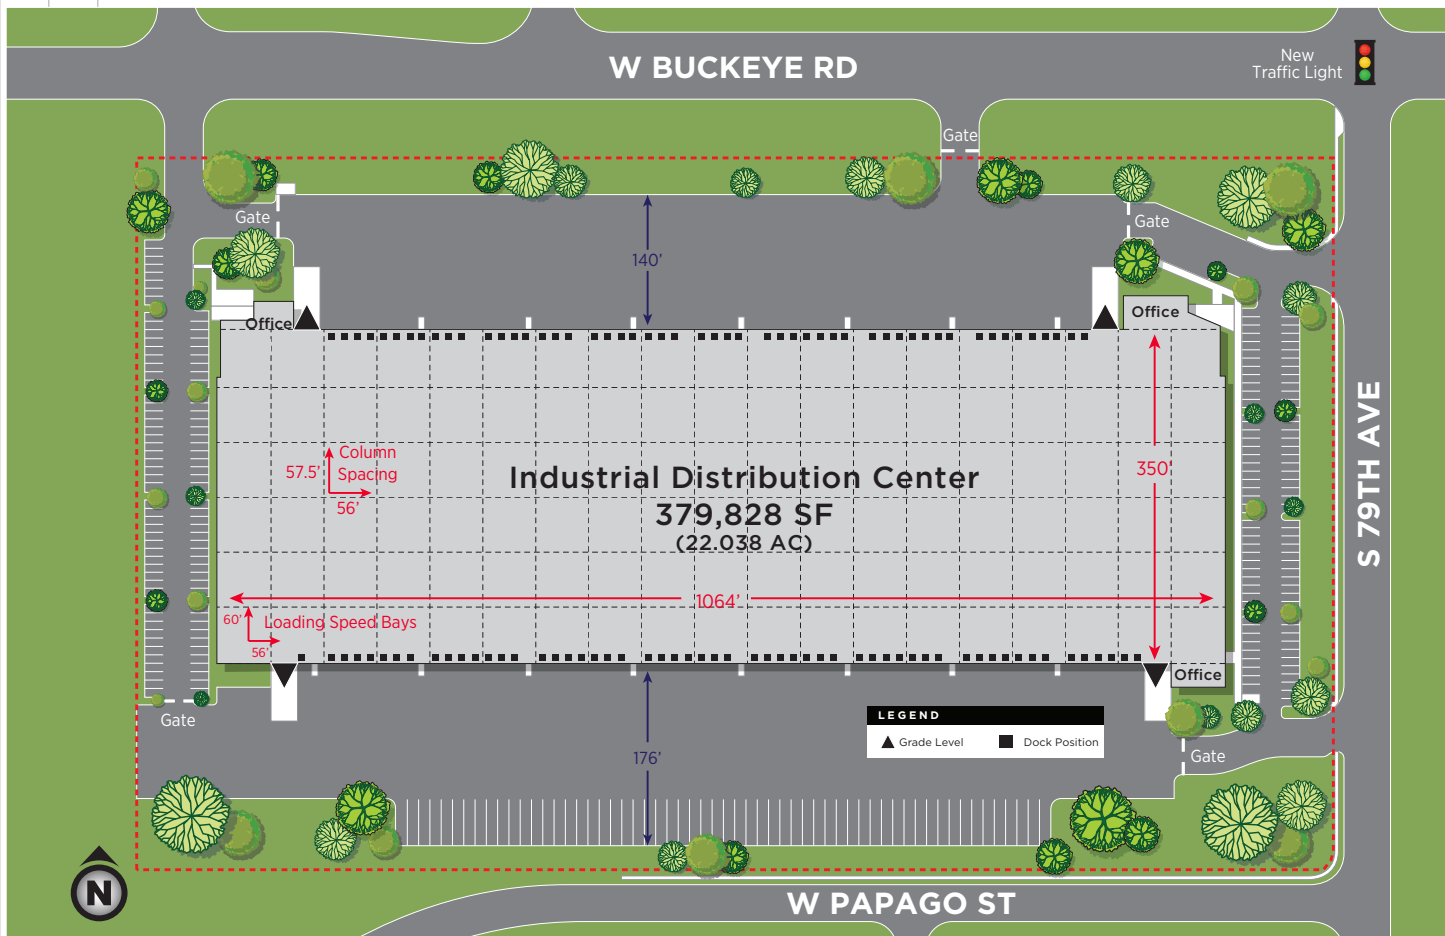 W BUCKEYE RD
New
Traffic Light
Gate
Gate
Gate
140'
Office
Office
Column
Spacing
57.5'
56'
Industrial Distribution Center
379,828 SF
(22.038 AC)
350'
S 79TH AVE
1064'
60'
Loading Speed Bays
56'
Office
Gate
LEGEND
Grade Level
Dock Position
176'
Gate
N
W PAPAGO ST